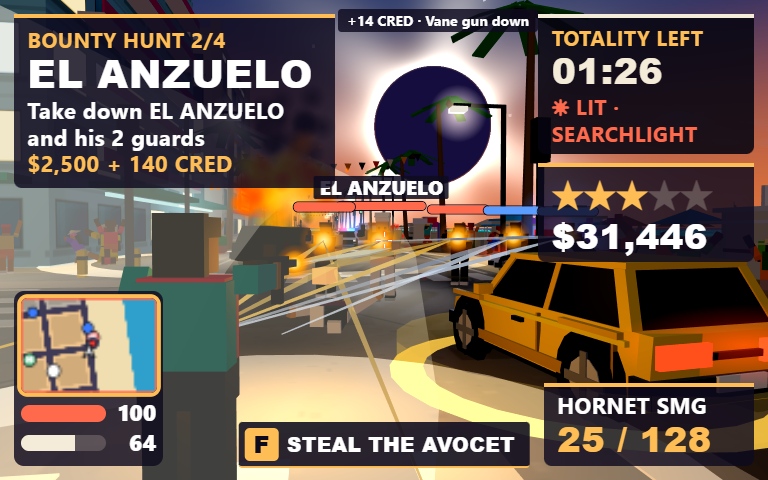 +14 CRED · Vane gun down
BOUNTY HUNT 2/4
EL ANZUELO
Take down EL ANZUELO
and his 2 guards
$2,500 + 140 CRED
TOTALITY LEFT
01:26
LIT ·
SEARCHLIGHT
$31,446
EL ANZUELO
100
64
F STEAL THE AVOCET
HORNET SMG
25 / 128